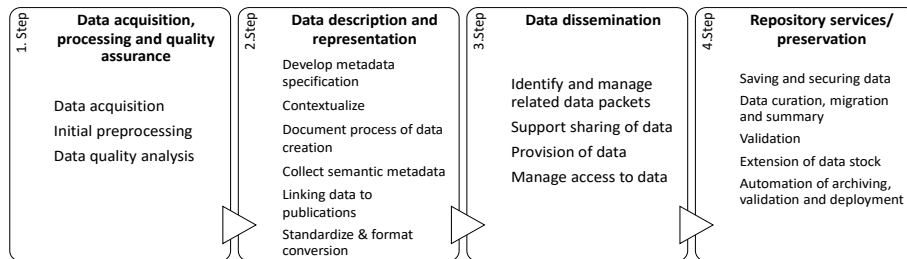 1. Step
Data acquisition,
processing and quality
assurance
Data acquisition
Initial preprocessing
Data quality analysis
2.Step
Data description and
representation
Develop metadata
specification
Contextualize
Document process of data
creation
Collect semantic metadata
Linking data to
publications
Standardize & format
conversion
3.Step
Data dissemination
Identify and manage
related data packets
Support sharing of data
Provision of data
Manage access to data
4.Step
Repository services/
preservation
Saving and securing data
Data curation, migration
and summary
Validation
Extension of data stock
Automation of archiving,
validation and deployment